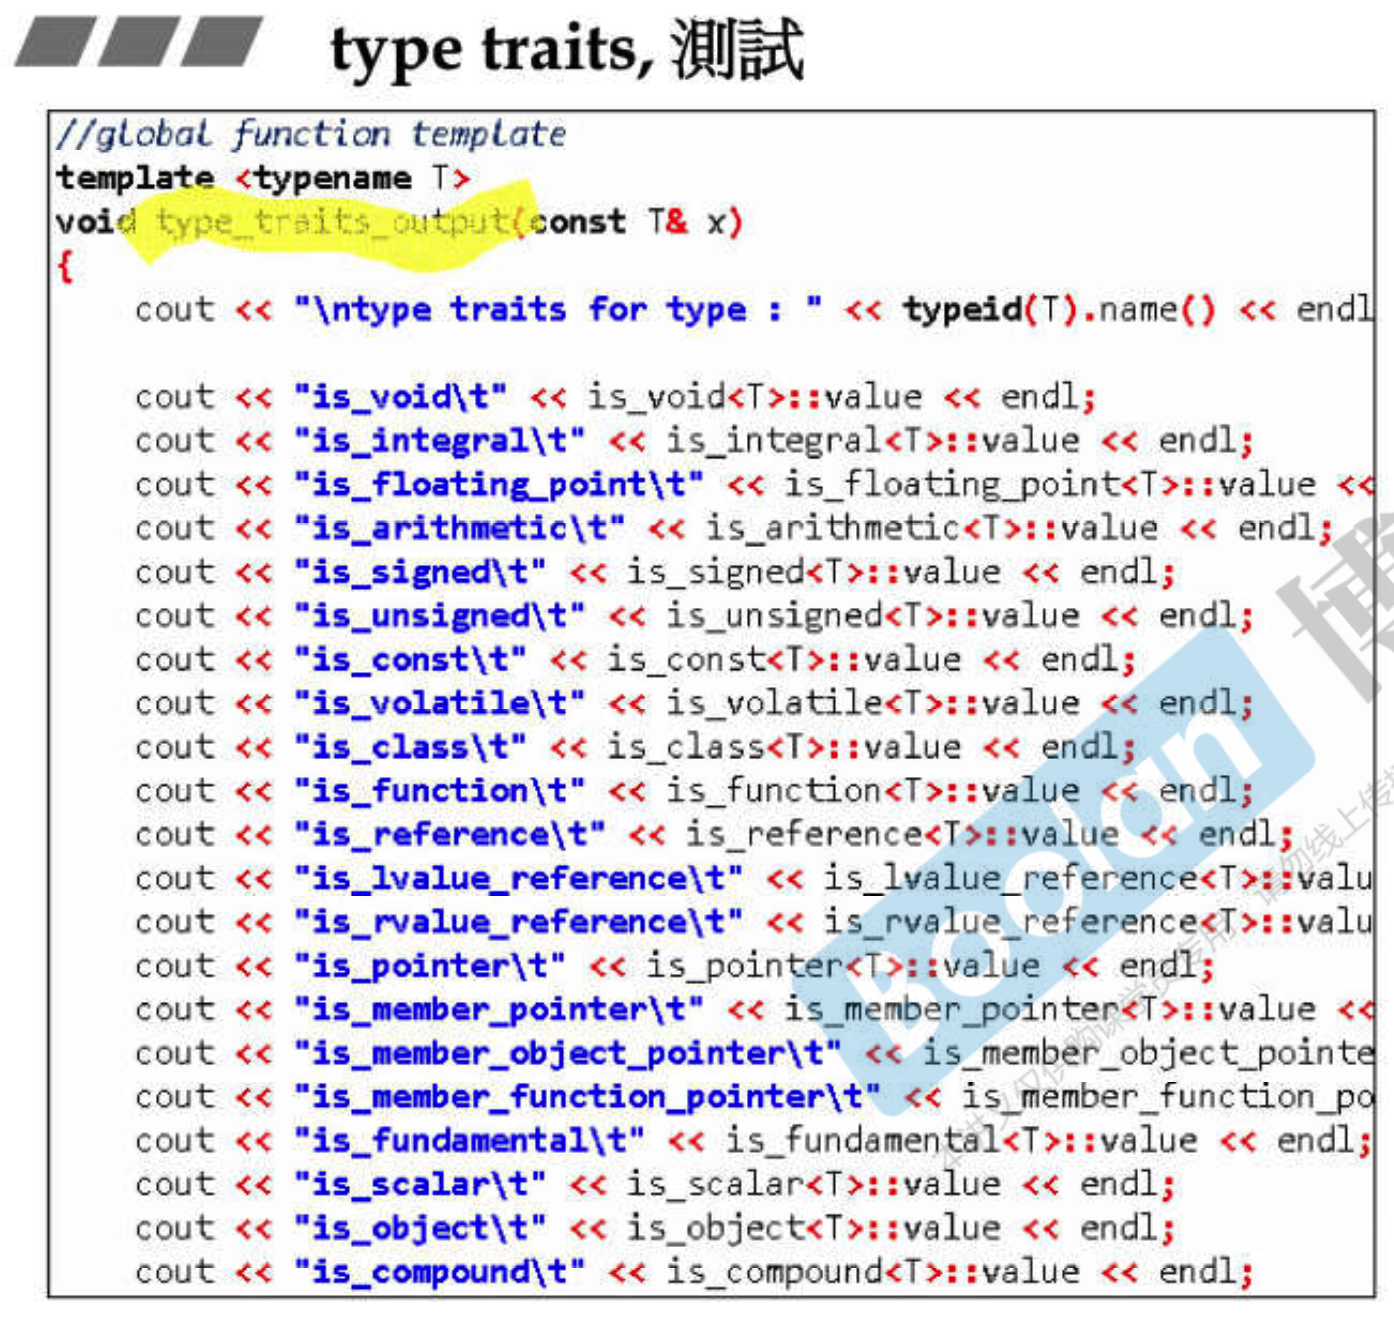 type traits, 測試
//global function template
template <typename T>
void type_traits_output(const T& x)
{
cout << "\ntype traits for type : " << typeid(T).name() << endl
cout << "is_void\t" << is_void<T>::value << endl;
cout << "is_integral\t" << is_integral<T>::value << endl;
cout << "is_floating_point\t" << is_floating_point<T>::value <<
cout << "is_arithmetic\t" << is_arithmetic<T>::value << endl;
cout << "is_signed\t" << is_signed<T>::value << endl;
cout << "is_unsigned\t" << is_unsigned<T>::value << endl;
cout << "is_const\t" << is_const<T>::value << endl;
cout << "is_volatile\t" << is_volatile<T>::value << endl;
cout << "is_class\t" << is_class<T>::value << endl;
cout << "is_function\t" << is_function<T>::value << endl;
cout << "is_reference\t" << is_reference<T>::value << endl;
cout << "is_lvalue_reference\t" << is_lvalue_reference<T>::valu
cout << "is_rvalue_reference\t" << is_rvalue_reference<T>::valu
cout << "is_pointer\t" << is_pointer<T>::value << endl;
cout << "is_member_pointer\t" << is_member_pointer<T>::value <<
cout << "is_member_object_pointer\t" << is_member_object_pointe
cout << "is_member_function_pointer\t" << is_member_function_po
cout << "is_fundamental\t" << is_fundamental<T>::value << endl;
cout << "is_scalar\t" << is_scalar<T>::value << endl;
cout << "is_object\t" << is_object<T>::value << endl;
cout << "is_compound\t" << is_compound<T>::value << endl;
Boolan
博